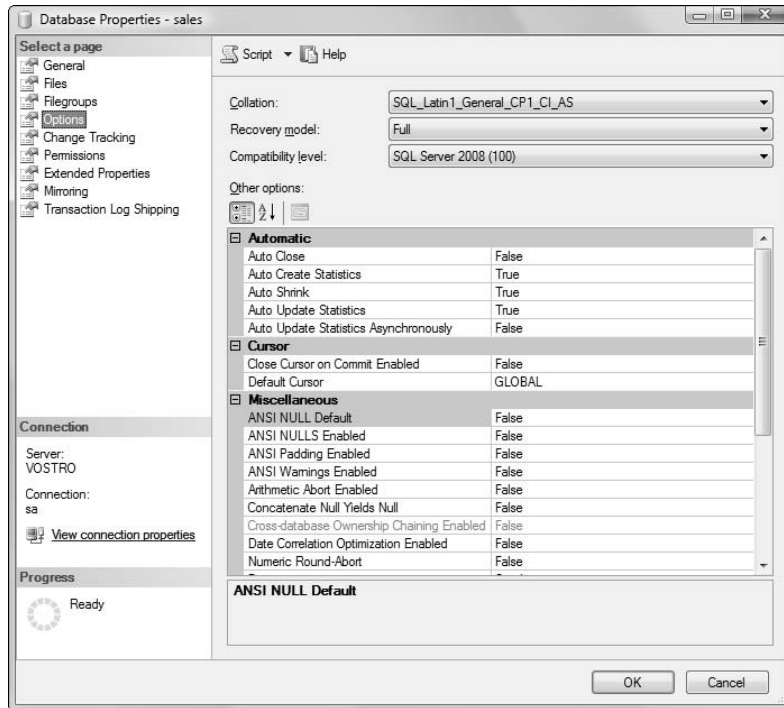 Database Properties - sales
Select a page
General
Files
Filegroups
Options
Change Tracking
Permissions
Extended Properties
Mirroring
Transaction Log Shipping
Connection
Server:
VOSTRO
Connection:
sa
View connection properties
Progress
Ready
Script Help
Collation: SQL_Latin1_General_CP1_CI_AS
Recovery model: Full
Compatibility level: SQL Server 2008 (100)
Other options:
Automatic
Auto Close False
Auto Create Statistics True
Auto Shrink True
Auto Update Statistics True
Auto Update Statistics Asynchronously False
Cursor
Close Cursor on Commit Enabled False
Default Cursor GLOBAL
Miscellaneous
ANSI NULL Default False
ANSI NULLS Enabled False
ANSI Padding Enabled False
ANSI Warnings Enabled False
Arithmetic Abort Enabled False
Concatenate Null Yields Null False
Cross-database Ownership Chaining Enabled False
Date Correlation Optimization Enabled False
Numeric Round-Abort False
ANSI NULL Default
OK Cancel